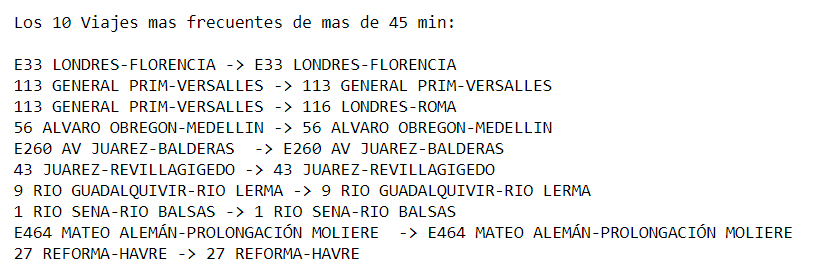 Los 10 Viajes mas frecuentes de mas de 45 min:
E33 LONDRES-FLORENCIA -> E33 LONDRES-FLORENCIA
113 GENERAL PRIM-VERSALLES -> 113 GENERAL PRIM-VERSALLES
113 GENERAL PRIM-VERSALLES -> 116 LONDRES-ROMA
56 ALVARO OBREGON-MEDELLIN -> 56 ALVARO OBREGON-MEDELLIN
E260 AV JUAREZ-BALDERAS  -> E260 AV JUAREZ-BALDERAS
43 JUAREZ-REVILLAGIGEDO -> 43 JUAREZ-REVILLAGIGEDO
9 RIO GUADALQUIVIR-RIO LERMA -> 9 RIO GUADALQUIVIR-RIO LERMA
1 RIO SENA-RIO BALSAS -> 1 RIO SENA-RIO BALSAS
E464 MATEO ALEMÁN-PROLONGACIÓN MOLIERE  -> E464 MATEO ALEMÁN-PROLONGACIÓN MOLIERE
27 REFORMA-HAVRE -> 27 REFORMA-HAVRE